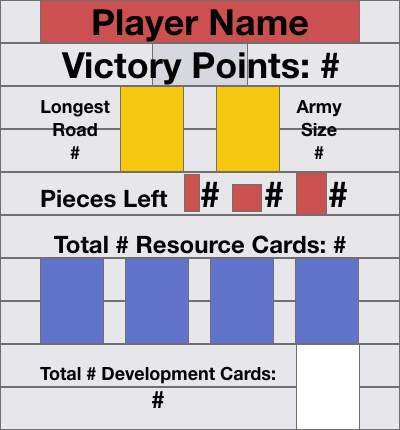 Player Name
Victory Points: #
Longest Road #
Army Size #
Pieces Left # # #
Total # Resource Cards: #
Total # Development Cards:
#